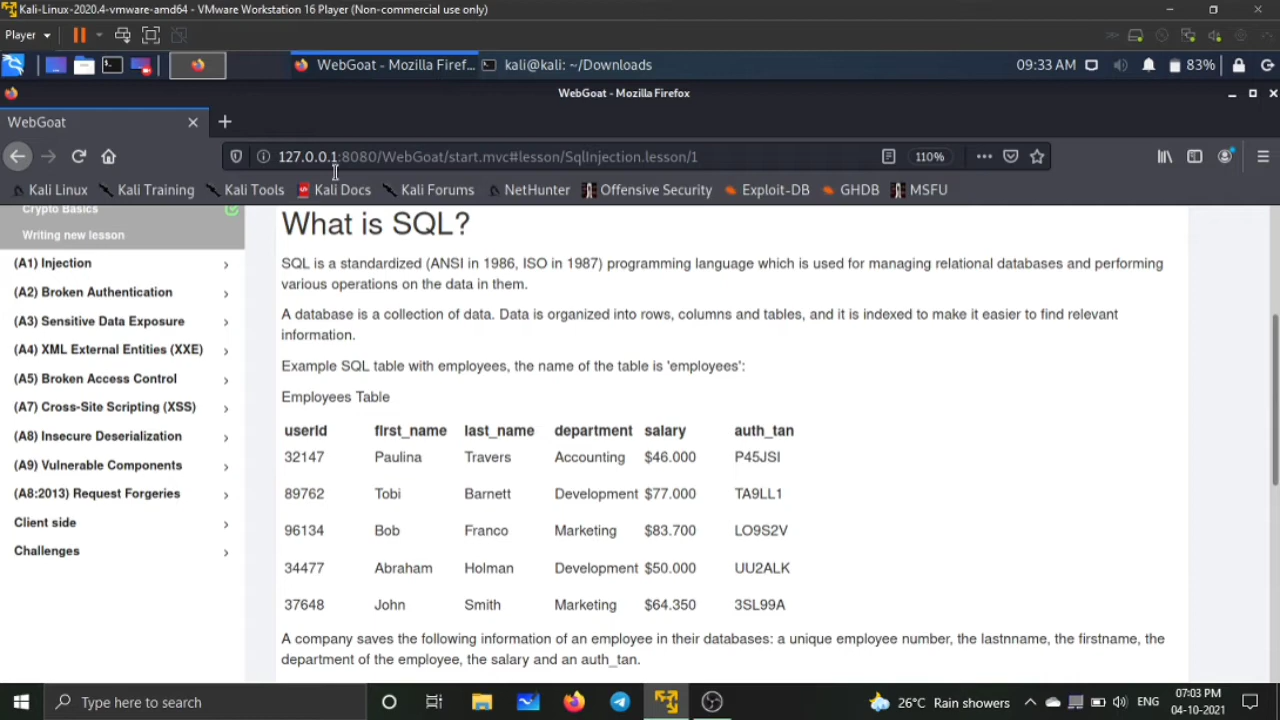 Kali-Linux-2020.4-vmware-amd64 - VMware Workstation 16 Player (Non-commercial use only)
Player
WebGoat - Mozilla Firef... kali@kali: ~/Downloads 09:33 AM 83%
WebGoat - Mozilla Firefox
WebGoat
127.0.0.1:8080/WebGoat/start.mvc#lesson/SqlInjection.lesson/1 110%
Kali Linux Kali Training Kali Tools Kali Docs Kali Forums NetHunter Offensive Security Exploit-DB GHDB MSFU
Crypto Basics
Writing new lesson
(A1) Injection
(A2) Broken Authentication
(A3) Sensitive Data Exposure
(A4) XML External Entities (XXE)
(A5) Broken Access Control
(A7) Cross-Site Scripting (XSS)
(A8) Insecure Deserialization
(A9) Vulnerable Components
(A8:2013) Request Forgeries
Client side
Challenges
What is SQL?
SQL is a standardized (ANSI in 1986, ISO in 1987) programming language which is used for managing relational databases and performing
various operations on the data in them.
A database is a collection of data. Data is organized into rows, columns and tables, and it is indexed to make it easier to find relevant
information.
Example SQL table with employees, the name of the table is 'employees':
Employees Table
userId first_name last_name department salary auth_tan
32147 Paulina Travers Accounting $46.000 P45JSI
89762 Tobi Barnett Development $77.000 TA9LL1
96134 Bob Franco Marketing $83.700 LO9S2V
34477 Abraham Holman Development $50.000 UU2ALK
37648 John Smith Marketing $64.350 3SL99A
A company saves the following information of an employee in their databases: a unique employee number, the lastnname, the firstname, the
department of the employee, the salary and an auth_tan.
Type here to search 26°C Rain showers ENG 07:03 PM
04-10-2021